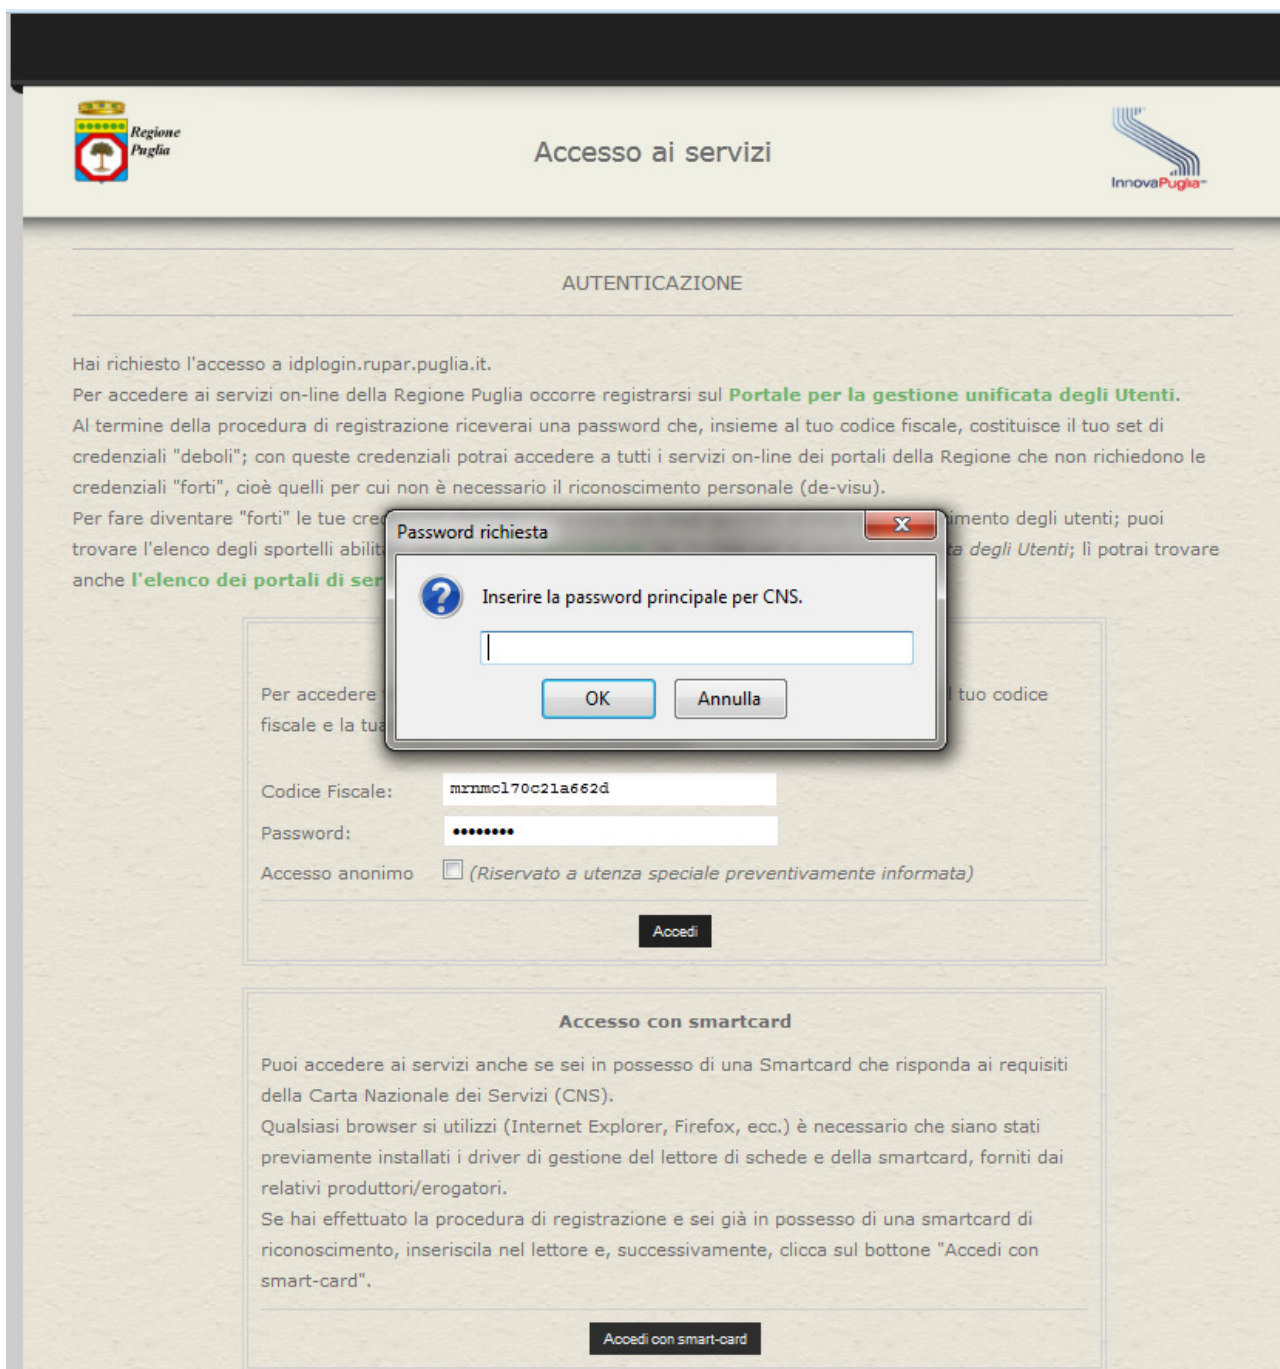 Regione
Puglia
Accesso ai servizi
InnovaPuglia
AUTENTICAZIONE
Hai richiesto l'accesso a idplogin.rupar.puglia.it.
Per accedere ai servizi on-line della Regione Puglia occorre registrarsi sul Portale per la gestione unificata degli Utenti.
Al termine della procedura di registrazione riceverai una password che, insieme al tuo codice fiscale, costituisce il tuo set di
credenziali "deboli"; con queste credenziali potrai accedere a tutti i servizi on-line dei portali della Regione che non richiedono le
credenziali "forti", cioè quelli per cui non è necessario il riconoscimento personale (de-visu).
Per fare diventare "forti" le tue cre imento degli utenti; puoi
trovare l'elenco degli sportelli abilit degli Utenti; lì potrai trovare
anche l'elenco dei portali di ser
Password richiesta
Inserire la password principale per CNS.
OK Annulla
Per accedere l tuo codice
fiscale e la tua
Codice Fiscale: mrnmcl70c21a662d
Password: ••••••••
Accesso anonimo (Riservato a utenza speciale preventivamente informata)
Accedi
Accesso con smartcard
Puoi accedere ai servizi anche se sei in possesso di una Smartcard che risponda ai requisiti
della Carta Nazionale dei Servizi (CNS).
Qualsiasi browser si utilizzi (Internet Explorer, Firefox, ecc.) è necessario che siano stati
previamente installati i driver di gestione del lettore di schede e della smartcard, forniti dai
relativi produttori/erogatori.
Se hai effettuato la procedura di registrazione e sei già in possesso di una smartcard di
riconoscimento, inseriscila nel lettore e, successivamente, clicca sul bottone "Accedi con
smart-card".
Accedi con smart-card